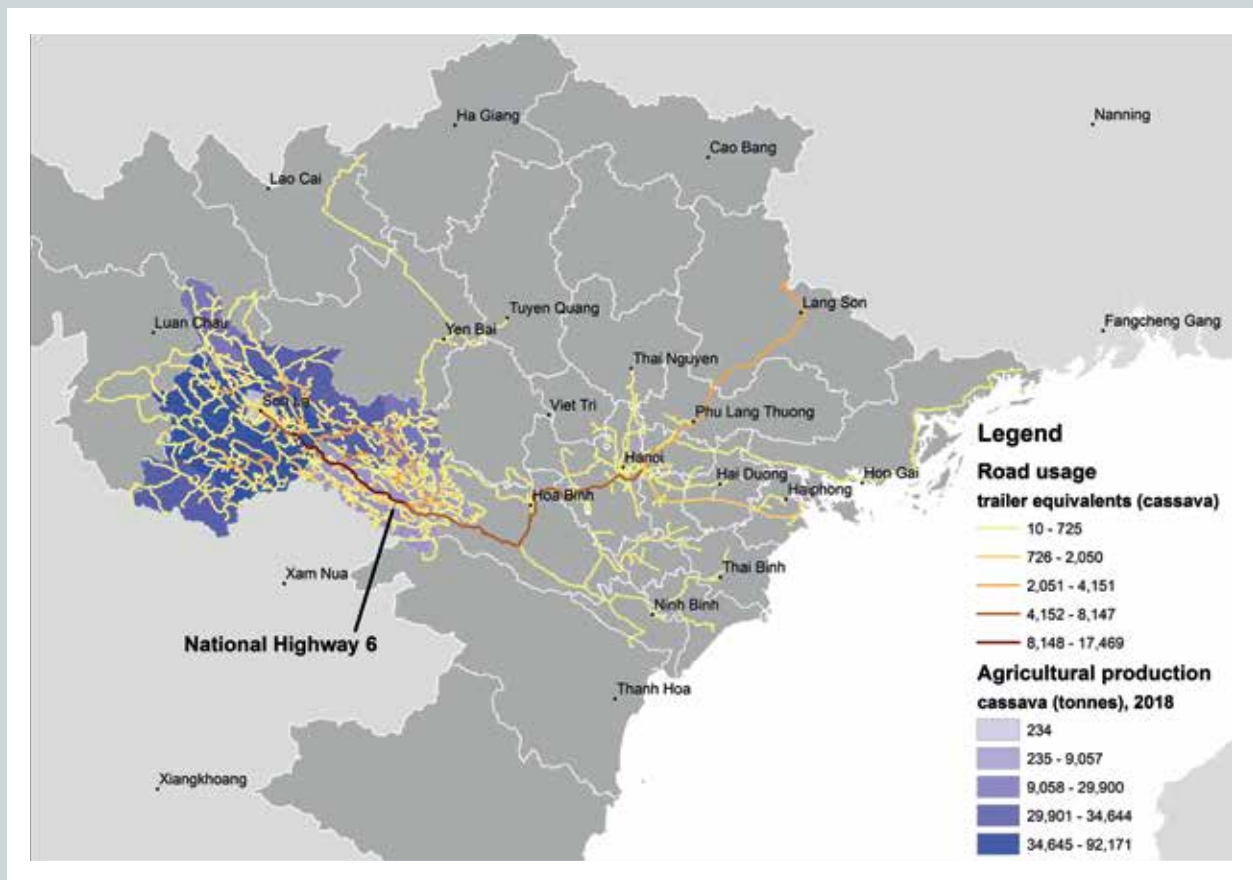 Ha Giang
Nanning
Cao Bang
Lao Cai
Lang Son
Tuyen Quang
Luan Chau
Yen Bai
Fangcheng Gang
Thai Nguyen
Son La
Viet Tri
Phu Lang Thuong
Hanoi
Hai Duong
Hon Gai
Hoa Binh
Haiphong
Xam Nua
Thai Binh
Ninh Binh
National Highway 6
Thanh Hoa
Xiangkhoang
Legend
Road usage
trailer equivalents (cassava)
10 - 725
726 - 2,050
2,051 - 4,151
4,152 - 8,147
8,148 - 17,469
Agricultural production
cassava (tonnes), 2018
234
235 - 9,057
9,058 - 29,900
29,901 - 34,644
34,645 - 92,171